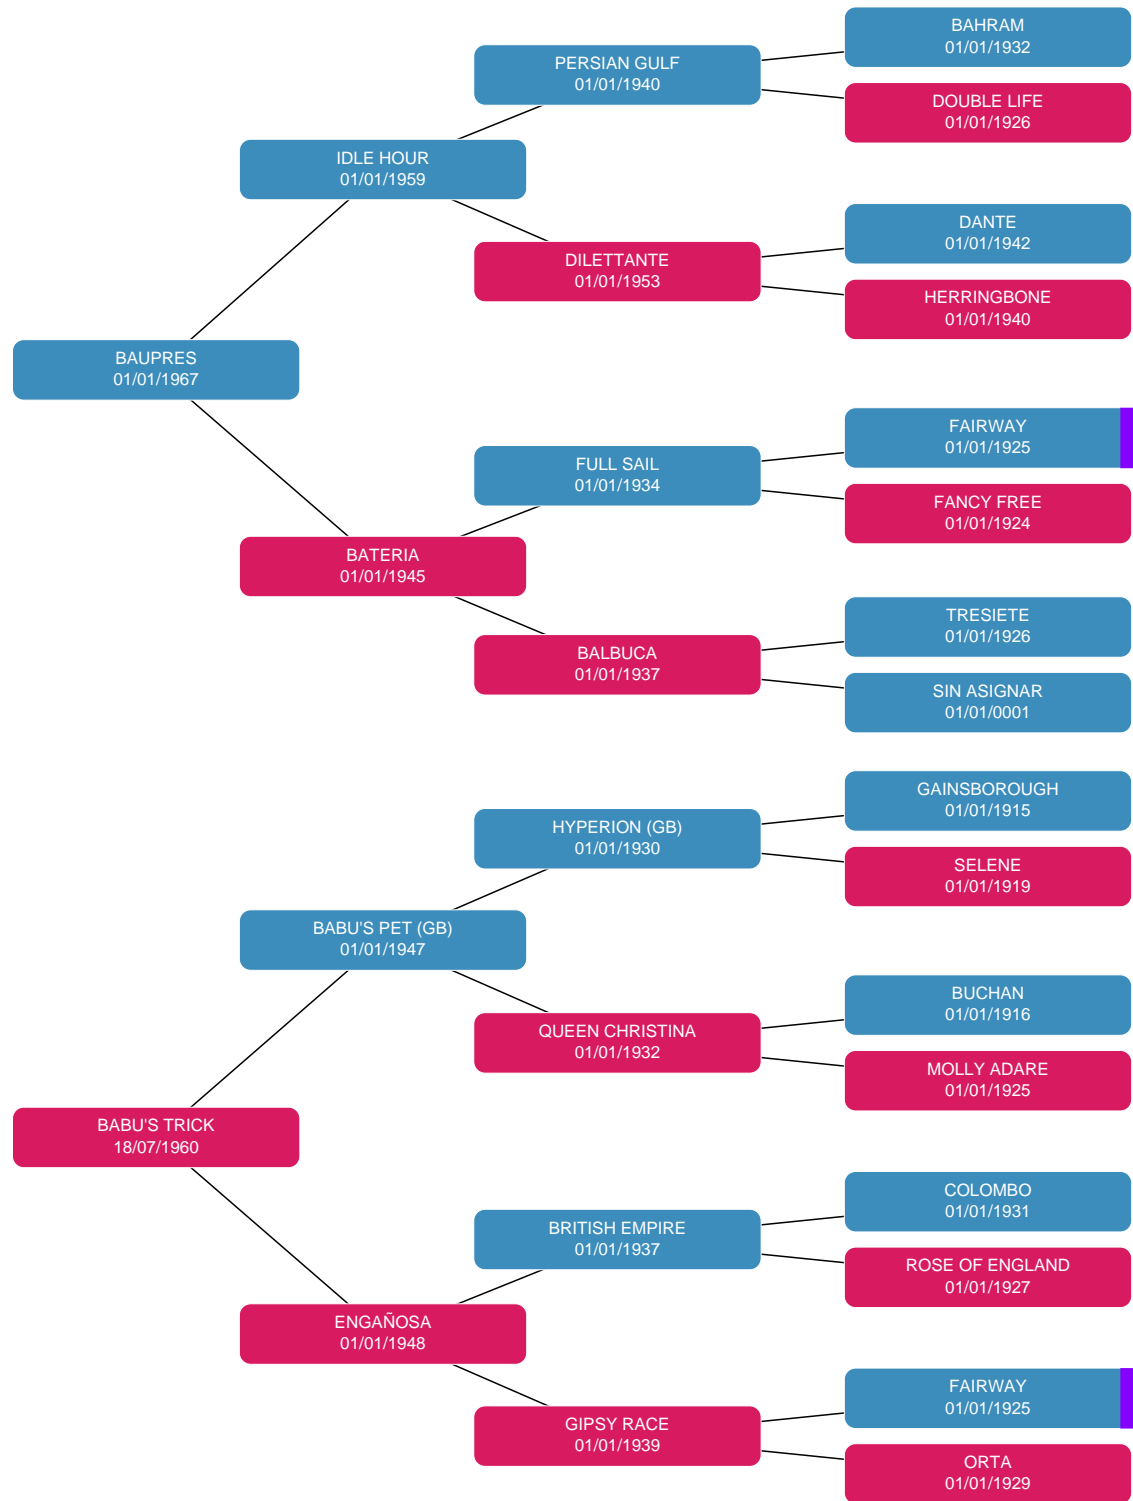 BAHRAM
01/01/1932
PERSIAN GULF
01/01/1940
DOUBLE LIFE
01/01/1926
IDLE HOUR
01/01/1959
DANTE
01/01/1942
DILETTANTE
01/01/1953
HERRINGBONE
01/01/1940
BAUPRES
01/01/1967
FAIRWAY
01/01/1925
FULL SAIL
01/01/1934
FANCY FREE
01/01/1924
BATERIA
01/01/1945
TRESIETE
01/01/1926
BALBUCA
01/01/1937
SIN ASIGNAR
01/01/0001
GAINSBOROUGH
01/01/1915
HYPERION (GB)
01/01/1930
SELENE
01/01/1919
BABU'S PET (GB)
01/01/1947
BUCHAN
01/01/1916
QUEEN CHRISTINA
01/01/1932
MOLLY ADARE
01/01/1925
BABU'S TRICK
18/07/1960
COLOMBO
01/01/1931
BRITISH EMPIRE
01/01/1937
ROSE OF ENGLAND
01/01/1927
ENGAÑOSA
01/01/1948
FAIRWAY
01/01/1925
GIPSY RACE
01/01/1939
ORTA
01/01/1929